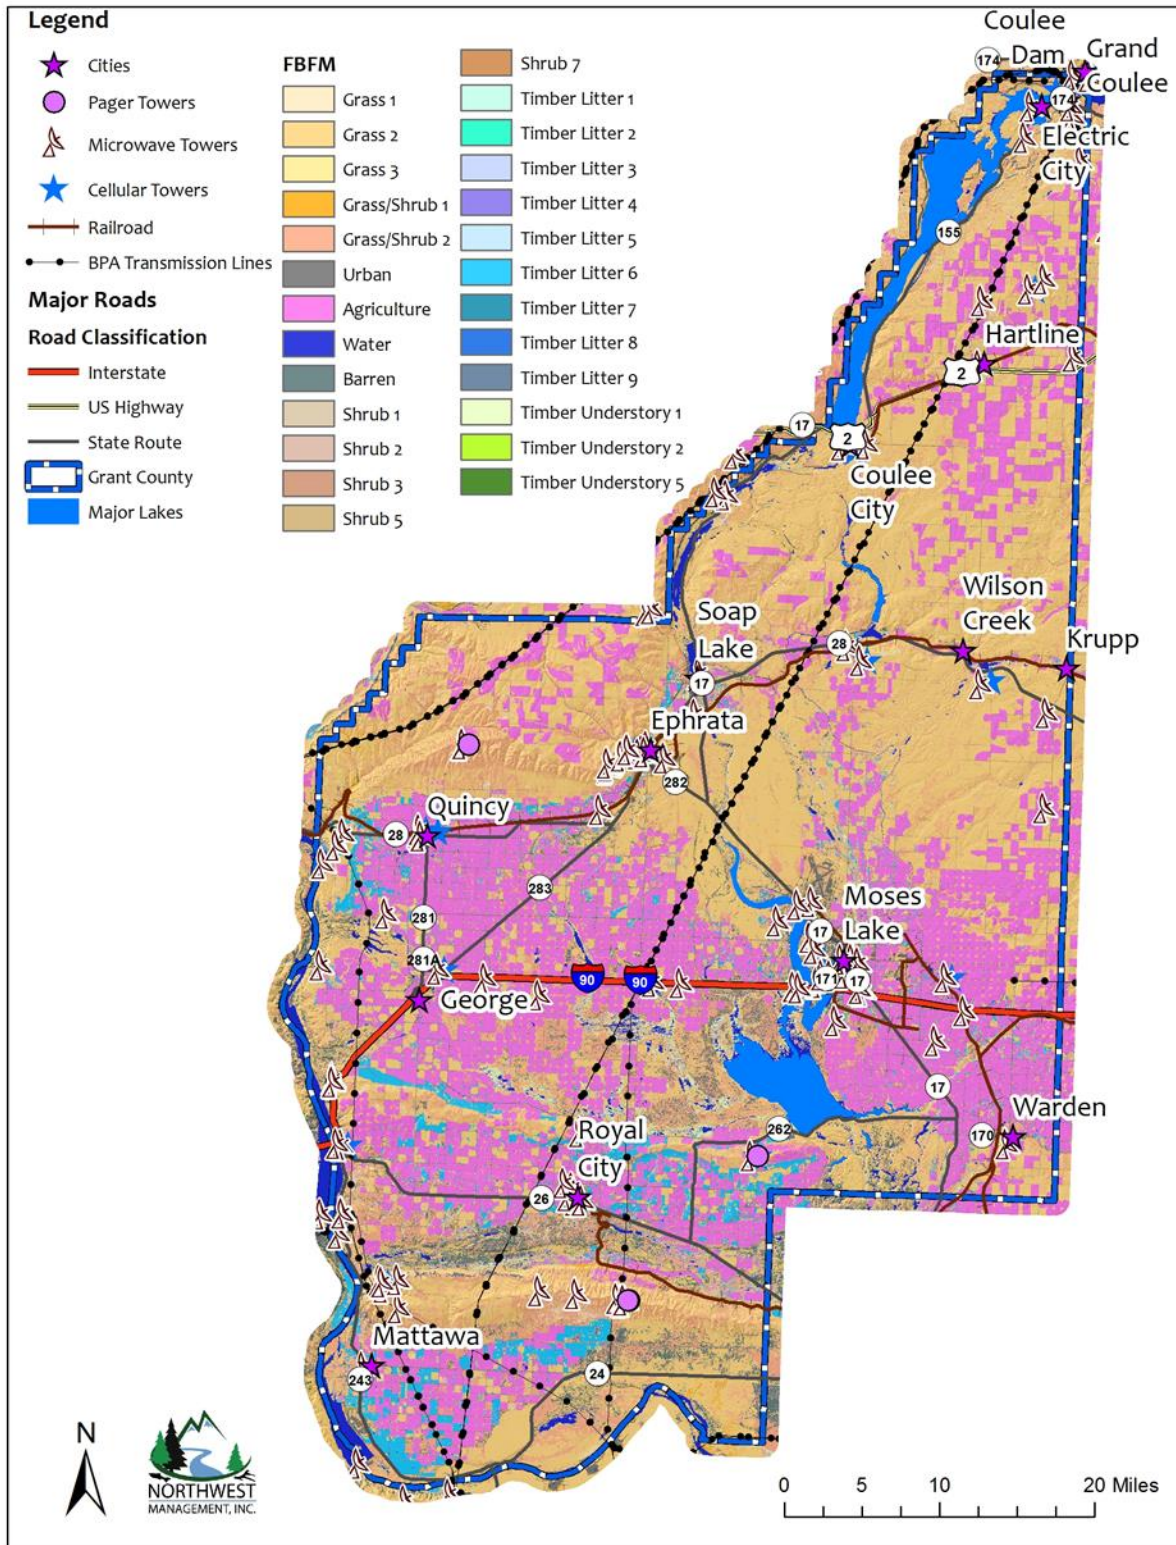 Legend
Cities
Pager Towers
Microwave Towers
Cellular Towers
Railroad
BPA Transmission Lines
Major Roads
Road Classification
Interstate
US Highway
State Route
Grant County
Major Lakes
FBFM
Grass 1
Grass 2
Grass 3
Grass/Shrub 1
Grass/Shrub 2
Urban
Agriculture
Water
Barren
Shrub 1
Shrub 2
Shrub 3
Shrub 5
Shrub 7
Timber Litter 1
Timber Litter 2
Timber Litter 3
Timber Litter 4
Timber Litter 5
Timber Litter 6
Timber Litter 7
Timber Litter 8
Timber Litter 9
Timber Understory 1
Timber Understory 2
Timber Understory 5
Coulee
Dam
Grand
Coulee
174
174
Electric
City
155
Hartline
2
17
2
Coulee
City
Wilson
Creek
Krupp
Soap
Lake
28
17
Ephrata
282
Quincy
28
283
281
281A
Moses
Lake
17
171
17
90
90
George
17
Warden
170
262
Royal
City
26
Mattawa
243
24
N
NORTHWEST
MANAGEMENT, INC.
0 5 10 20 Miles